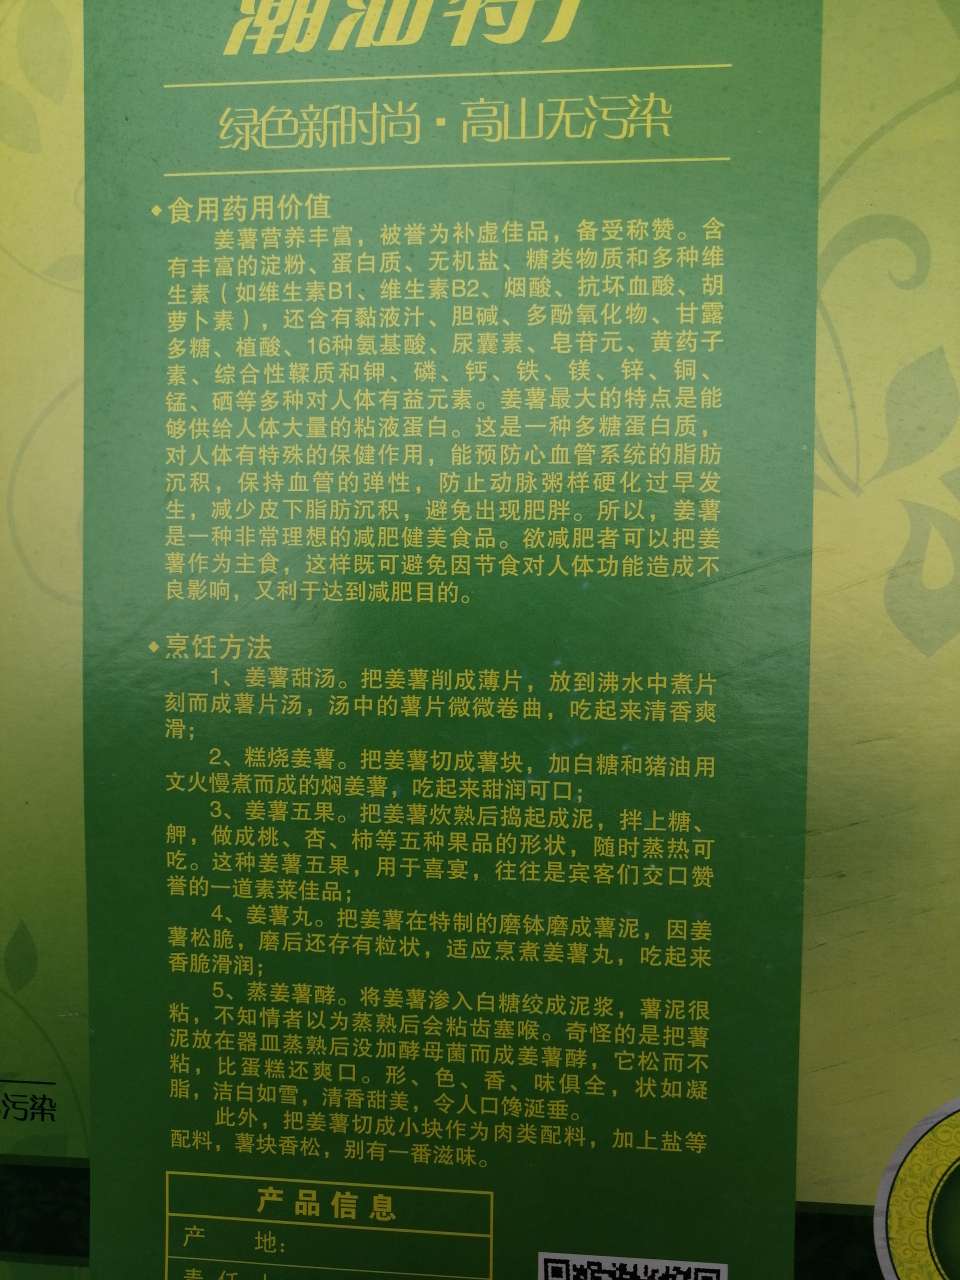 潮汕特产
绿色新时尚·高山无污染
◆食用药用价值
姜薯营养丰富，被誉为补虚佳品，备受称赞。含
有丰富的淀粉、蛋白质、无机盐、糖类物质和多种维
生素（如维生素B1、维生素B2、烟酸、抗坏血酸、胡
萝卜素），还含有黏液汁、胆碱、多酚氧化物、甘露
多糖、植酸、16种氨基酸、尿囊素、皂苷元、黄药子
素、综合性鞣质和钾、磷、钙、铁、镁、锌、铜、
锰、硒等多种对人体有益元素。姜薯最大的特点是能
够供给人体大量的粘液蛋白。这是一种多糖蛋白质，
对人体有特殊的保健作用，能预防心血管系统的脂肪
沉积，保持血管的弹性，防止动脉粥样硬化过早发
生，减少皮下脂肪沉积，避免出现肥胖。所以，姜薯
是一种非常理想的减肥健美食品。欲减肥者可以把姜
薯作为主食，这样既可避免因节食对人体功能造成不
良影响，又利于达到减肥目的。
◆烹饪方法
1、姜薯甜汤。把姜薯削成薄片，放到沸水中煮片
刻而成薯片汤，汤中的薯片微微卷曲，吃起来清香爽
滑；
2、糕烧姜薯。把姜薯切成薯块，加白糖和猪油用
文火慢煮而成的焖姜薯，吃起来甜润可口；
3、姜薯五果。把姜薯炊熟后捣起成泥，拌上糖、
舺，做成桃、杏、柿等五种果品的形状，随时蒸热可
吃。这种姜薯五果，用于喜宴，往往是宾客们交口赞
誉的一道素菜佳品；
4、姜薯丸。把姜薯在特制的磨钵磨成薯泥，因姜
薯松脆，磨后还存有粒状，适应烹煮姜薯丸，吃起来
香脆滑润；
5、蒸姜薯酵。将姜薯渗入白糖绞成泥浆，薯泥很
粘，不知情者以为蒸熟后会粘齿塞喉。奇怪的是把薯
泥放在器皿蒸熟后没加酵母菌而成姜薯酵，它松而不
粘，比蛋糕还爽口。形、色、香、味俱全，状如凝
脂，洁白如雪，清香甜美，令人口馋涎垂。
此外，把姜薯切成小块作为肉类配料，加上盐等
配料，薯块香松，别有一番滋味。
污染
产品信息
产 地：
责任